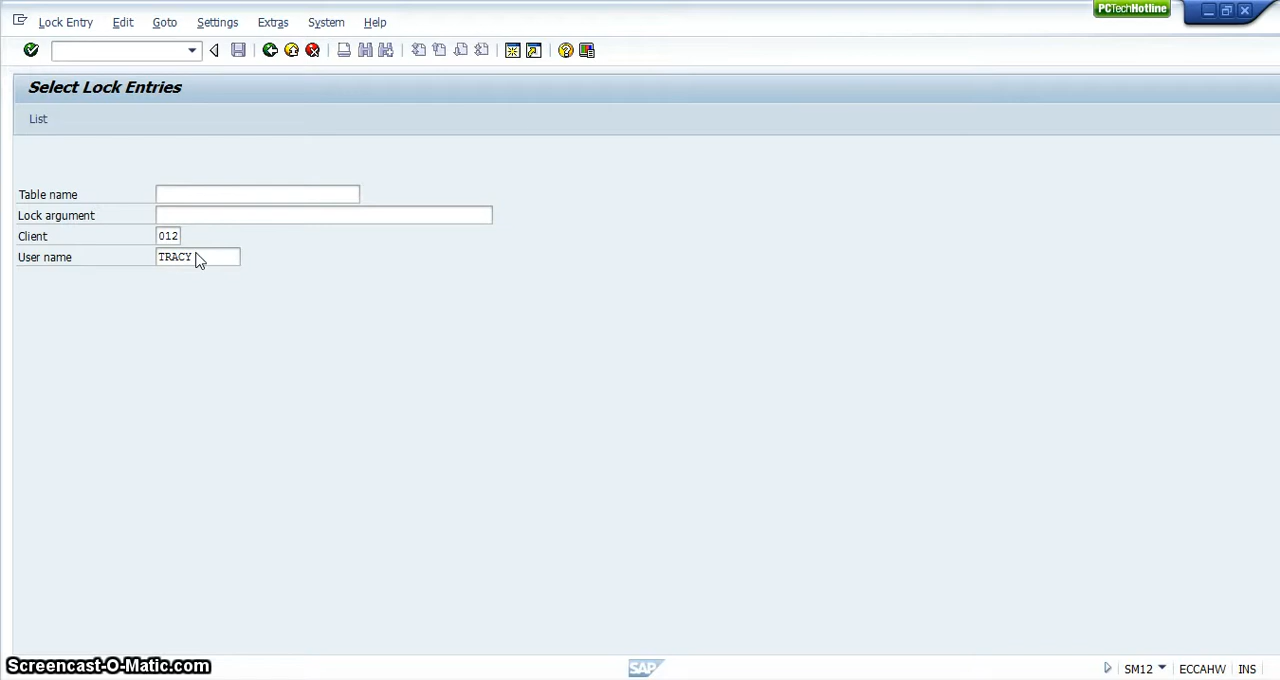 PCTechHotline
Lock Entry Edit Goto Settings Extras System Help
Select Lock Entries
List
Table name
Lock argument
Client 012
User name TRACY
Screencast-O-Matic.com
SAP
SM12 ECCAHW INS